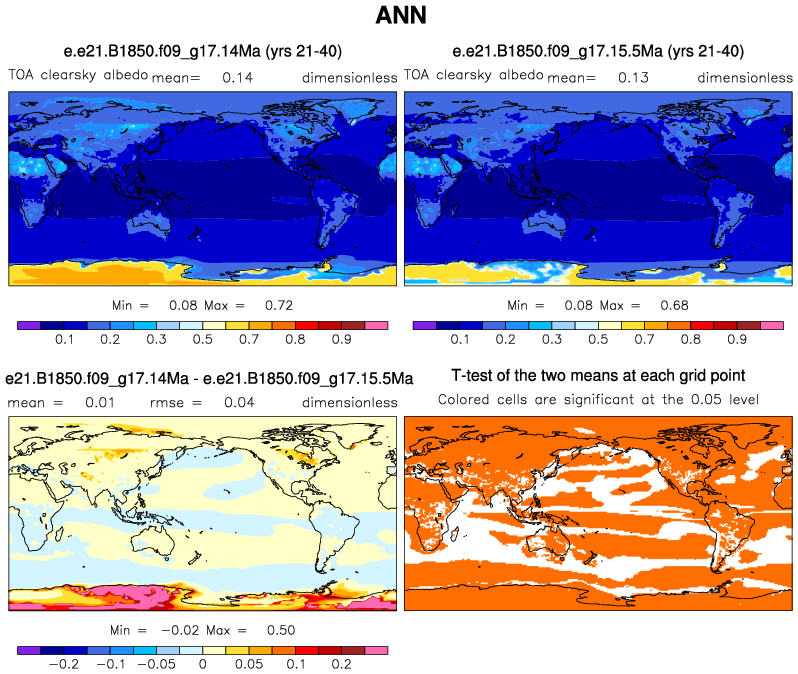 ANN
e.e21.B1850.f09_g17.14Ma (yrs 21-40)
TOA clearsky albedo mean= 0.14 dimensionless
Min = 0.08 Max = 0.72
0.1 0.2 0.3 0.5 0.7 0.8 0.9
e.e21.B1850.f09_g17.15.5Ma (yrs 21-40)
TOA clearsky albedo mean= 0.13 dimensionless
Min = 0.08 Max = 0.68
0.1 0.2 0.3 0.5 0.7 0.8 0.9
e21.B1850.f09_g17.14Ma - e.e21.B1850.f09_g17.15.5Ma
mean = 0.01 rmse = 0.04 dimensionless
Min = -0.02 Max = 0.50
-0.2 -0.1 -0.05 0 0.05 0.1 0.2
T-test of the two means at each grid point
Colored cells are significant at the 0.05 level